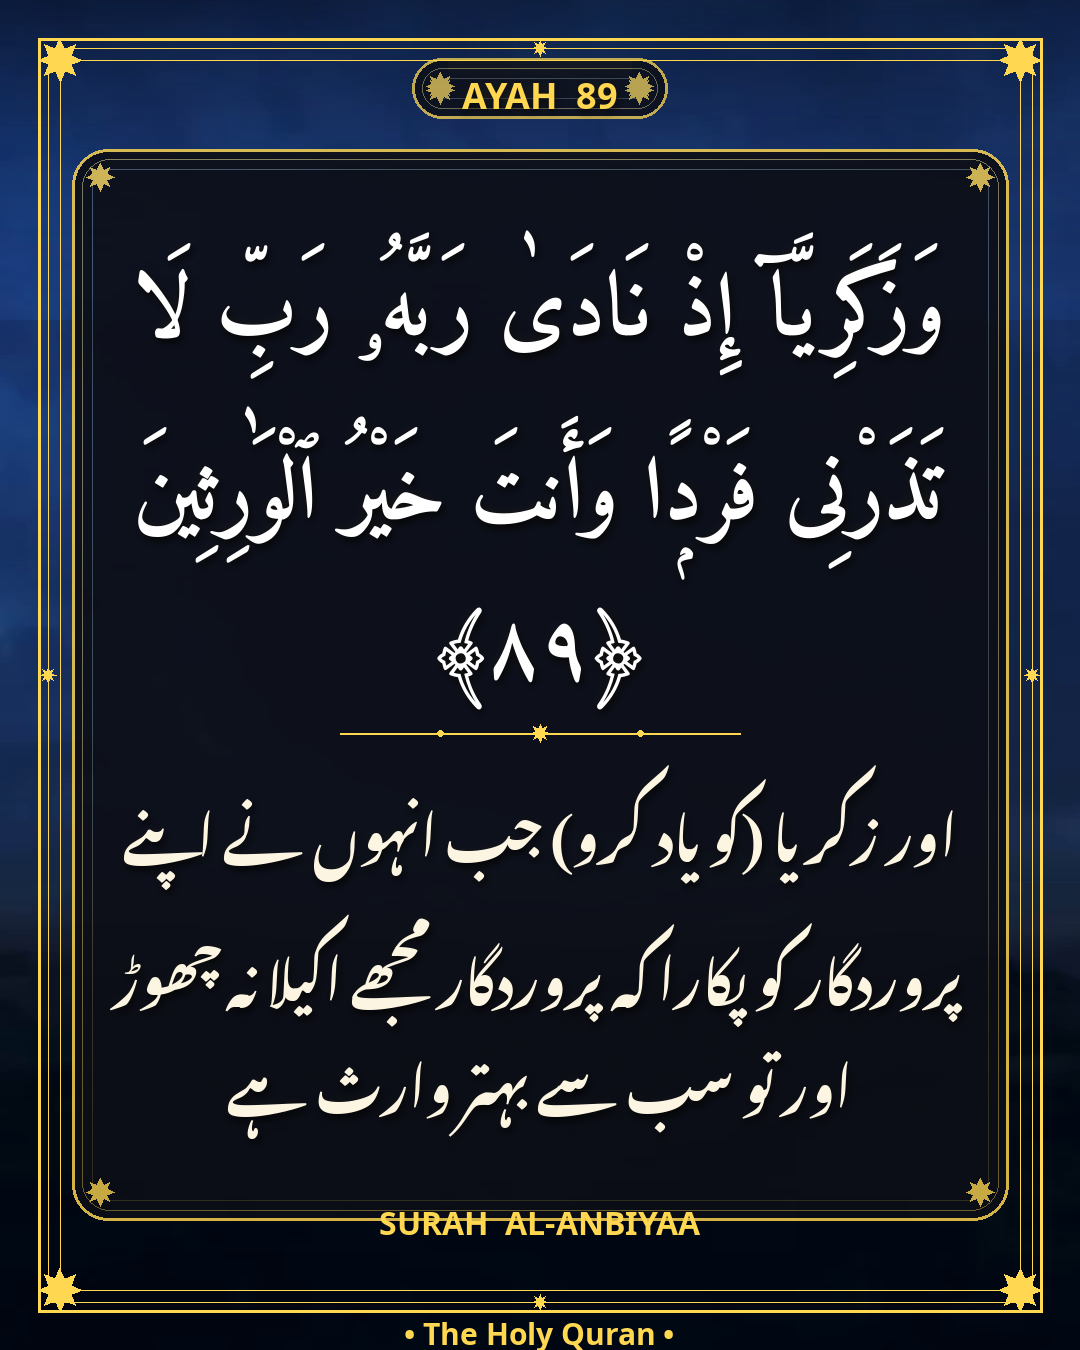 AYAH 89
وَزَكَرِيَّآ إِذْ نَادَىٰ رَبَّهُۥ رَبِّ لَا
تَذَرْنِى فَرْدًۭا وَأَنتَ خَيْرُ ٱلْوَٰرِثِينَ
﴿٨٩﴾
اور زکریا (کو یاد کرو) جب انہوں نے اپنے
پروردگار کو پکارا کہ پروردگار مجھے اکیلا نہ چھوڑ
اور تو سب سے بہتر وارث ہے
SURAH AL-ANBIYAA
• The Holy Quran •